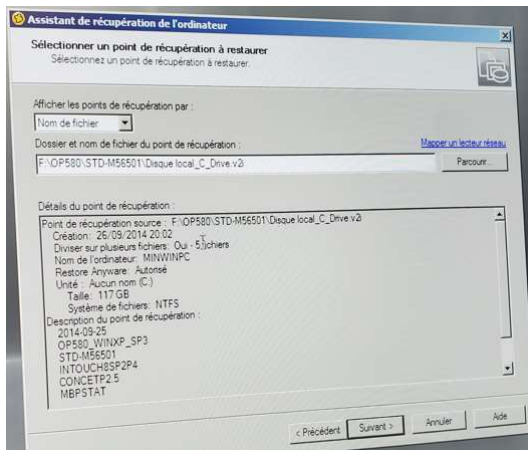 Assistant de récupération de l'ordinateur
Sélectionner un point de récupération à restaurer
Sélectionnez un point de récupération à restaurer.
Afficher les points de récupération par :
Nom de fichier
Dossier et nom de fichier du point de récupération :
Mapper un lecteur réseau
F:\OP580\STD-M56501\Disque local_C_Drive.v2i
Parcourir...
Détails du point de récupération :
Point de récupération source : F:\OP580\STD-M56501\Disque local_C_Drive.v2i
Création: 26/09/2014 20:02
Diviser sur plusieurs fichiers: Oui - 5 fichiers
Nom de l'ordinateur: MINWINPC
Restore Anyware: Autorisé
Unité : Aucun nom (C:)
Taille: 117 GB
Système de fichiers: NTFS
Description du point de récupération :
2014-09-25
OP580_WINXP_SP3
STD-M56501
INTOUCH8SP2P4
CONCETP2.5
MBPSTAT
< Précédent
Suivant >
Annuler
Aide